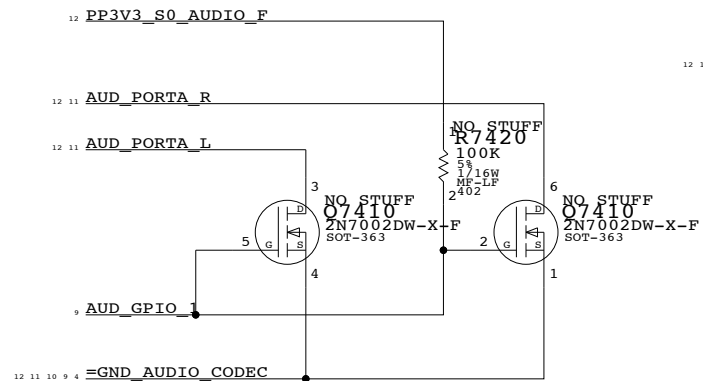 12 PP3V3_S0_AUDIO_F
12 1
12 11 AUD_PORTA_R
12 11 AUD_PORTA_L
1 NO STUFF
R7420
100K
5%
1/16W
MF-LF
2 402
3
NO STUFF
Q7410
2N7002DW-X-F
SOT-363
D
5 G S
4
6
NO STUFF
Q7410
2N7002DW-X-F
SOT-363
D
2 G S
1
9 AUD_GPIO_1
12 11 10 9 4 =GND_AUDIO_CODEC